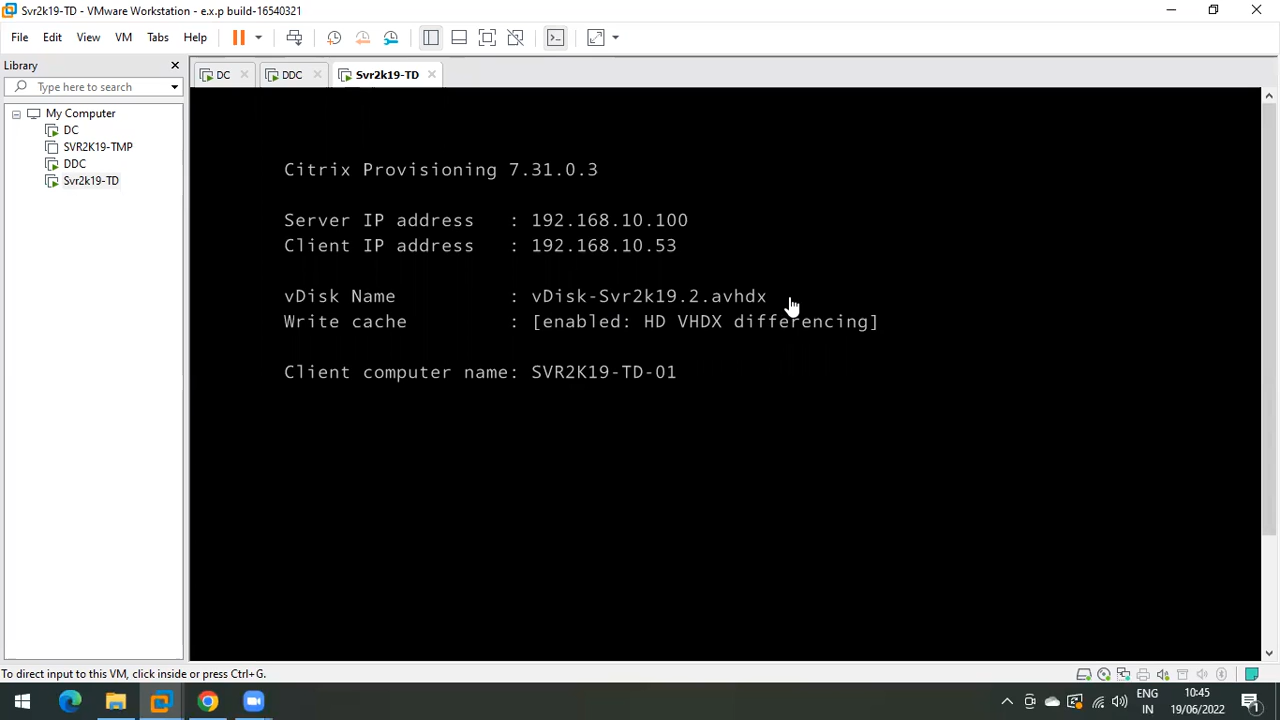 Svr2k19-TD - VMware Workstation - e.x.p build-16540321
File Edit View VM Tabs Help
Library
Type here to search
My Computer
DC
SVR2K19-TMP
DDC
Svr2k19-TD
DC DDC Svr2k19-TD
Citrix Provisioning 7.31.0.3
Server IP address : 192.168.10.100
Client IP address : 192.168.10.53
vDisk Name : vDisk-Svr2k19.2.avhdx
Write cache : [enabled: HD VHDX differencing]
Client computer name: SVR2K19-TD-01
To direct input to this VM, click inside or press Ctrl+G.
ENG
IN
10:45
19/06/2022
1